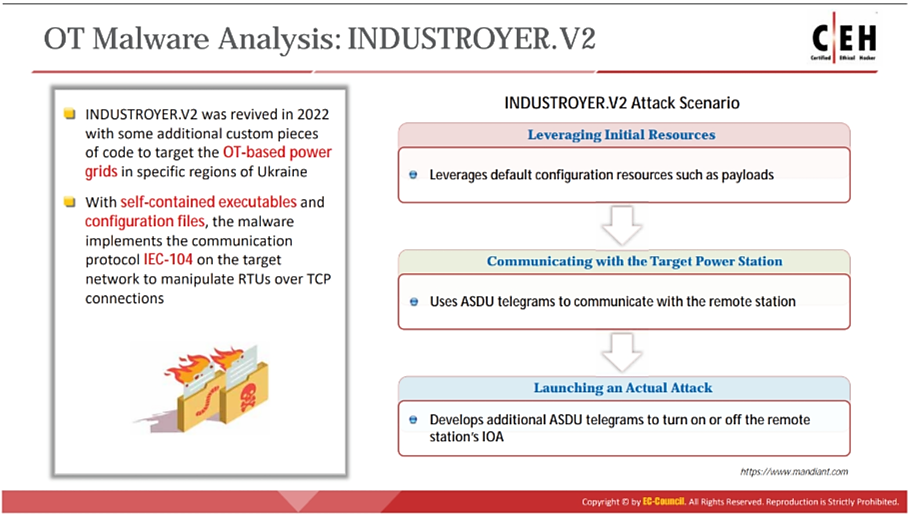 OT Malware Analysis: INDUSTROYER.V2
C|EH
Certified Ethical Hacker
INDUSTROYER.V2 was revived in 2022
with some additional custom pieces
of code to target the OT-based power
grids in specific regions of Ukraine
With self-contained executables and
configuration files, the malware
implements the communication
protocol IEC-104 on the target
network to manipulate RTUs over TCP
connections
INDUSTROYER.V2 Attack Scenario
Leveraging Initial Resources
Leverages default configuration resources such as payloads
Communicating with the Target Power Station
Uses ASDU telegrams to communicate with the remote station
Launching an Actual Attack
Develops additional ASDU telegrams to turn on or off the remote
station's IOA
https://www.mandiant.com
Copyright © by EC-Council. All Rights Reserved. Reproduction is Strictly Prohibited.